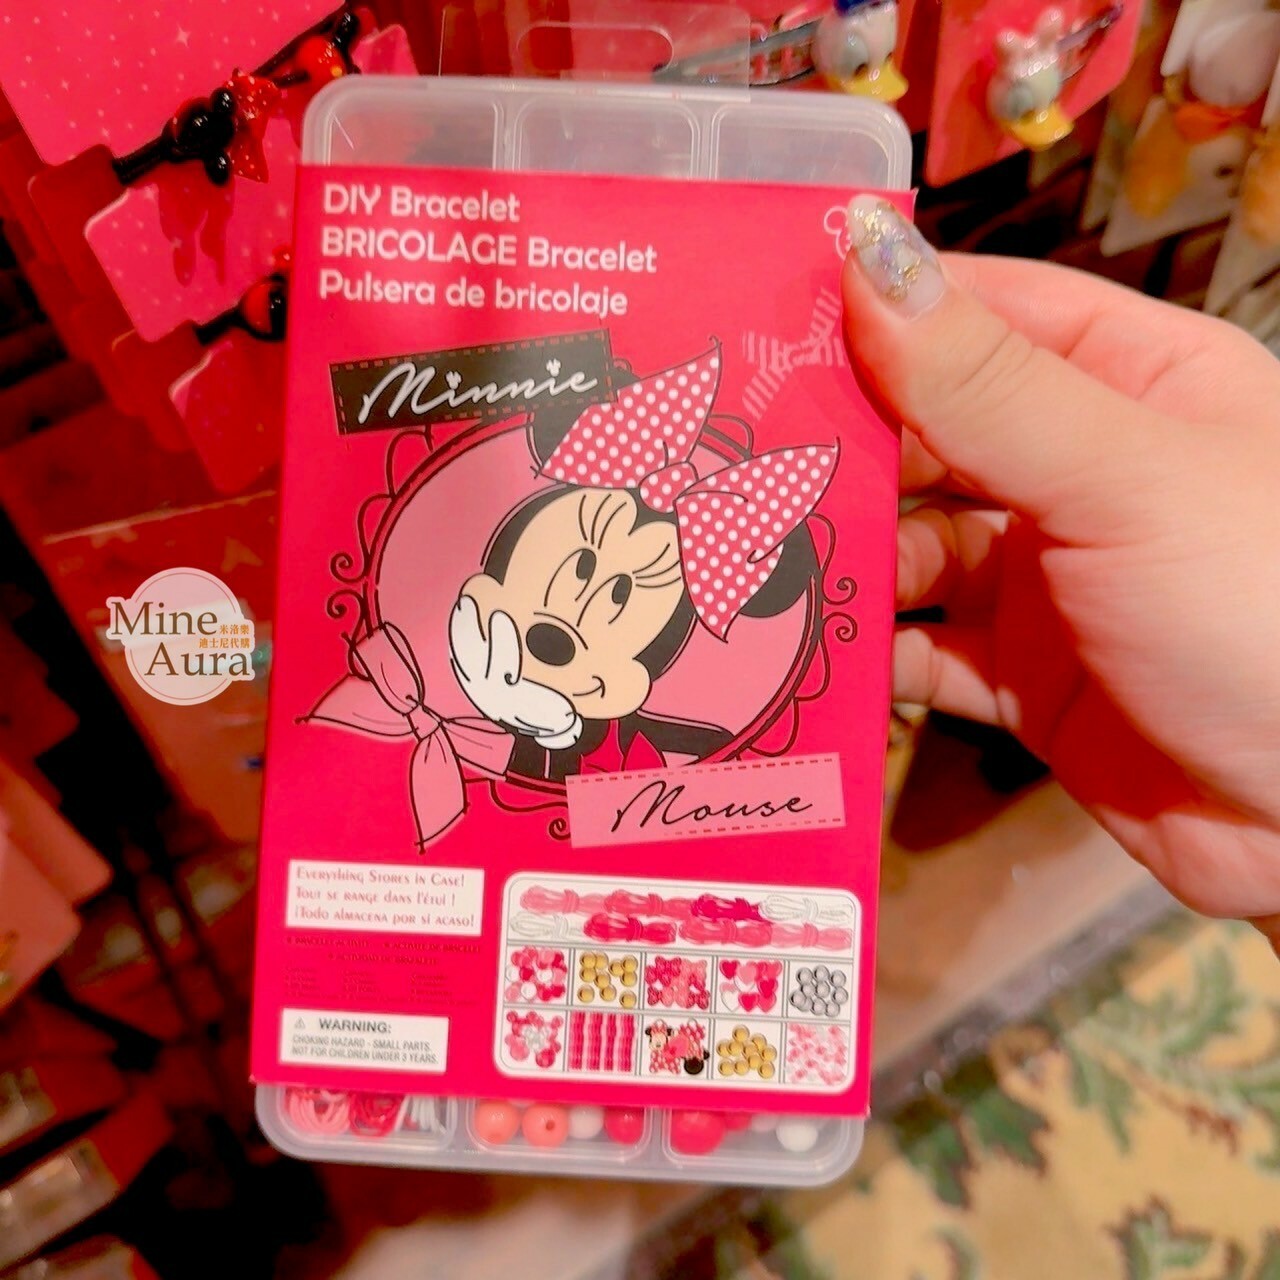 DIY Bracelet
BRICOLAGE Bracelet
Pulsera de bricolaje
Minnie
Mine
米洛樂
迪士尼代購
Aura
Mouse
Everything Stores in Case!
Tout se range dans l'étui !
¡Todo almacena por si acaso!
WARNING:
CHOKING HAZARD - SMALL PARTS.
NOT FOR CHILDREN UNDER 3 YEARS.